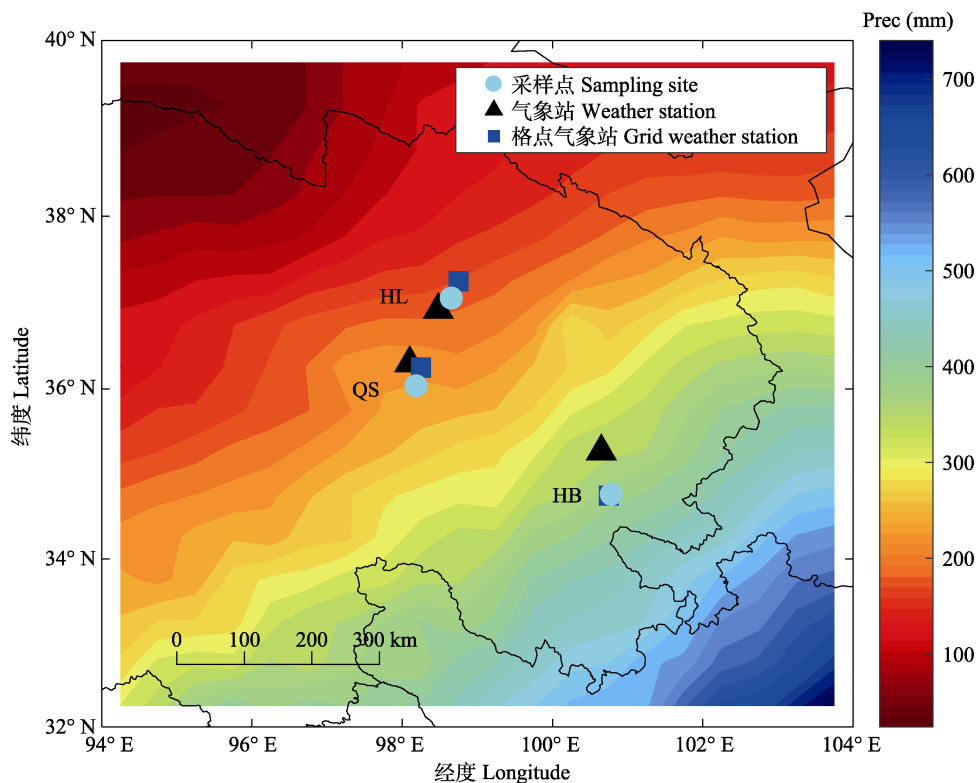 Prec (mm)
40° N
采样点 Sampling site
气象站 Weather station
格点气象站 Grid weather station
700
600
500
400
300
200
100
38° N
36° N
34° N
32° N
纬度 Latitude
HL
QS
HB
0 100 200 300 km
94° E 96° E 98° E 100° E 102° E 104° E
经度 Longitude